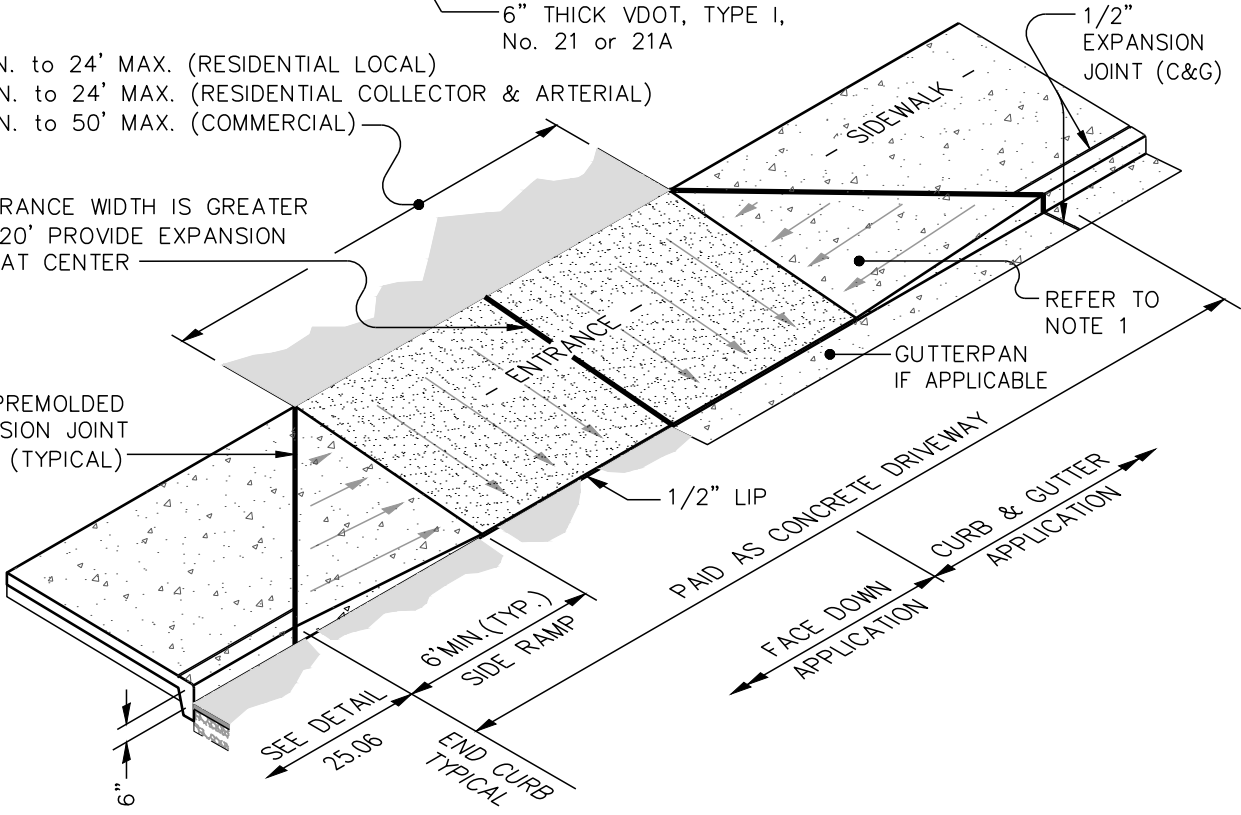 6" THICK VDOT, TYPE I,
No. 21 or 21A
1/2"
EXPANSION
JOINT (C&G)
N. to 24' MAX. (RESIDENTIAL LOCAL)
N. to 24' MAX. (RESIDENTIAL COLLECTOR & ARTERIAL)
N. to 50' MAX. (COMMERCIAL)
- SIDEWALK -
RANCE WIDTH IS GREATER
20' PROVIDE EXPANSION
AT CENTER
- ENTRANCE -
REFER TO
NOTE 1
GUTTERPAN
IF APPLICABLE
PREMOLDED
SION JOINT
(TYPICAL)
1/2" LIP
PAID AS CONCRETE DRIVEWAY
CURB & GUTTER
APPLICATION
FACE DOWN
APPLICATION
6'MIN.(TYP.)
SIDE RAMP
SEE DETAIL
25.06
END CURB
TYPICAL
6"